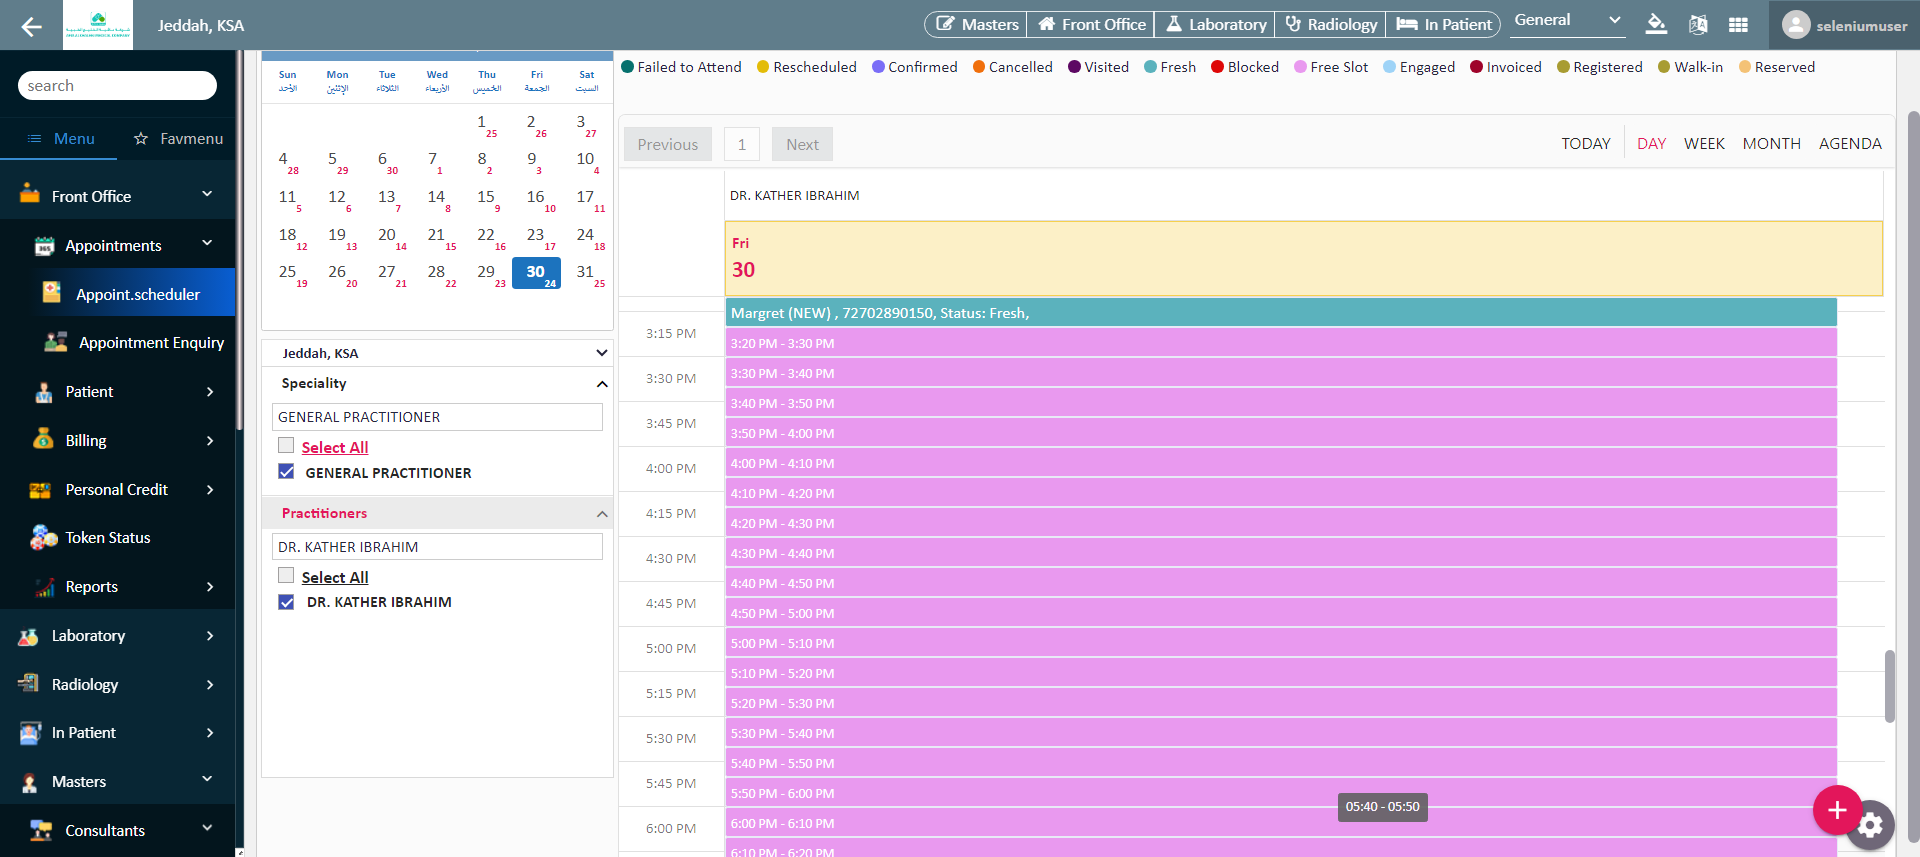 Jeddah, KSA
Masters
Front Office
Laboratory
Radiology
In Patient
General
seleniumuser
search
Menu
Favmenu
Front Office
Appointments
Appoint.scheduler
Appointment Enquiry
Patient
Billing
Personal Credit
Token Status
Reports
Laboratory
Radiology
In Patient
Masters
Consultants
Sun Mon Tue Wed Thu Fri Sat
الأحد الإثنين الثلاثاء الأربعاء الخميس الجمعة السبت
1 25 2 26 3 27
4 28 5 29 6 30 7 1 8 2 9 3 10 4
11 5 12 6 13 7 14 8 15 9 16 10 17 11
18 12 19 13 20 14 21 15 22 16 23 17 24 18
25 19 26 20 27 21 28 22 29 23 30 24 31 25
Jeddah, KSA
Speciality
GENERAL PRACTITIONER
Select All
GENERAL PRACTITIONER
Practitioners
DR. KATHER IBRAHIM
Select All
DR. KATHER IBRAHIM
Failed to Attend Rescheduled Confirmed Cancelled Visited Fresh Blocked Free Slot Engaged Invoiced Registered Walk-in Reserved
Previous 1 Next
TODAY DAY WEEK MONTH AGENDA
DR. KATHER IBRAHIM
Fri
30
Margret (NEW) , 72702890150, Status: Fresh,
3:15 PM
3:20 PM - 3:30 PM
3:30 PM
3:30 PM - 3:40 PM
3:40 PM - 3:50 PM
3:45 PM
3:50 PM - 4:00 PM
4:00 PM
4:00 PM - 4:10 PM
4:10 PM - 4:20 PM
4:15 PM
4:20 PM - 4:30 PM
4:30 PM
4:30 PM - 4:40 PM
4:40 PM - 4:50 PM
4:45 PM
4:50 PM - 5:00 PM
5:00 PM
5:00 PM - 5:10 PM
5:10 PM - 5:20 PM
5:15 PM
5:20 PM - 5:30 PM
5:30 PM
5:30 PM - 5:40 PM
5:40 PM - 5:50 PM
5:45 PM
5:50 PM - 6:00 PM
05:40 - 05:50
6:00 PM
6:00 PM - 6:10 PM
6:10 PM - 6:20 PM